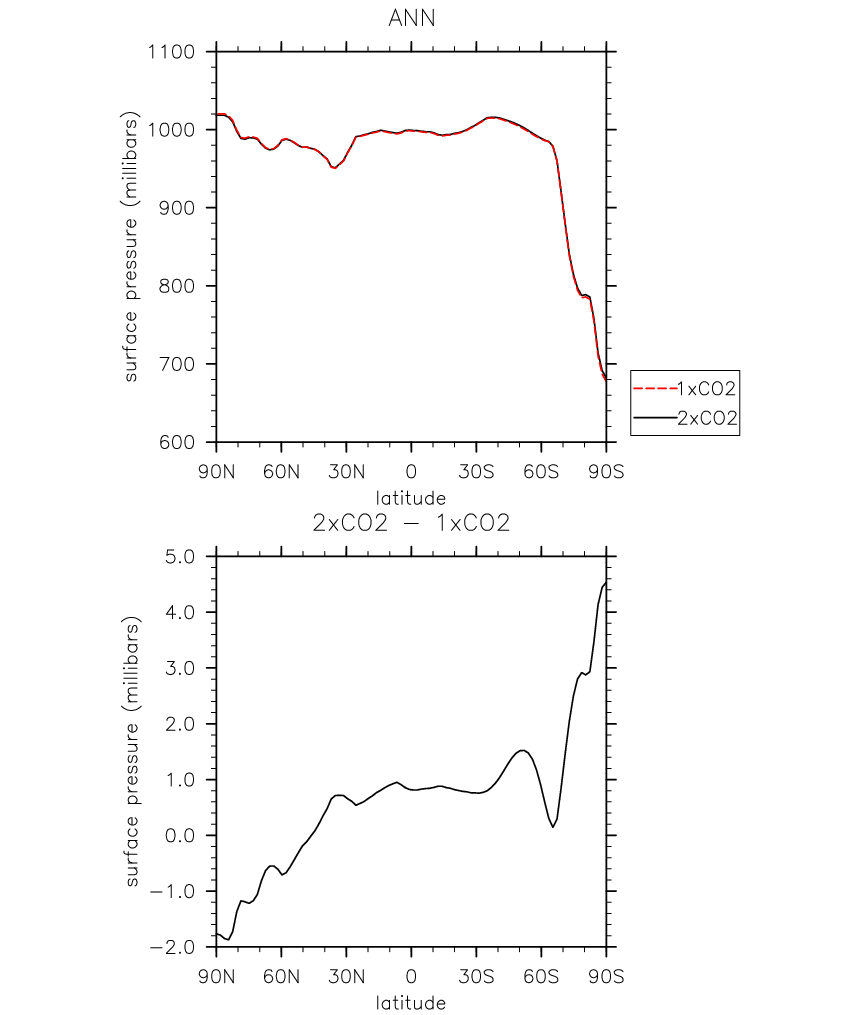 ANN
1100
1000
900
800
700
600
surface pressure (millibars)
90N 60N 30N 0 30S 60S 90S
latitude
1xCO2
2xCO2
2xCO2 − 1xCO2
5.0
4.0
3.0
2.0
1.0
0.0
−1.0
−2.0
surface pressure (millibars)
90N 60N 30N 0 30S 60S 90S
latitude